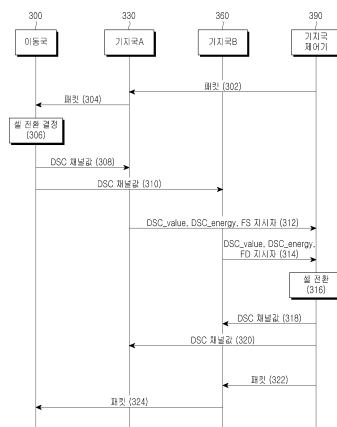 300
330
360
390
이동국
기지국A
기지국B
기지국
제어기
패킷 (302)
패킷 (304)
셀 전환 결정
(306)
DSC 채널값 (308)
DSC 채널값 (310)
DSC_value, DSC_energy, FS 지시자 (312)
DSC_value, DSC_energy,
FD 지시자 (314)
셀 전환
(316)
DSC 채널값 (318)
DSC 채널값 (320)
패킷 (322)
패킷 (324)